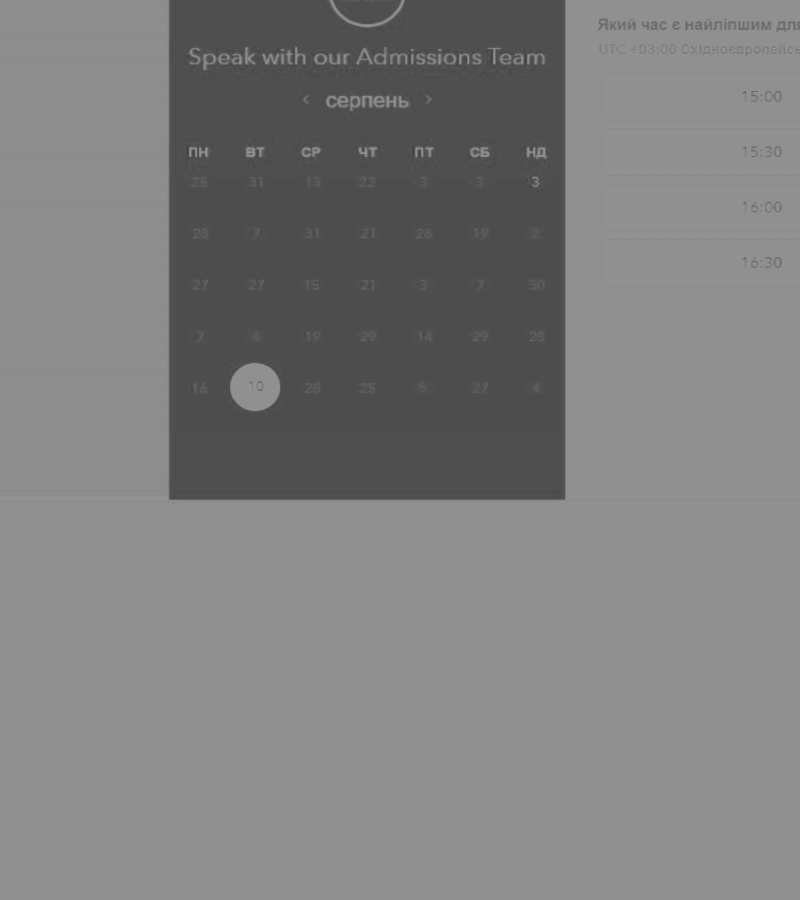 Speak with our Admissions Team
< серпень >
ПН ВТ СР ЧТ ПТ СБ НД
25 31 13 23 3 3 3
28 7 31 21 26 19 2
27 27 15 21 3 7 30
7 4 19 29 14 29 28
16 10 28 25 5 27 4
Який час є найліпшим для
UTC +03:00 Східноєвропейсь
15:00
15:30
16:00
16:30